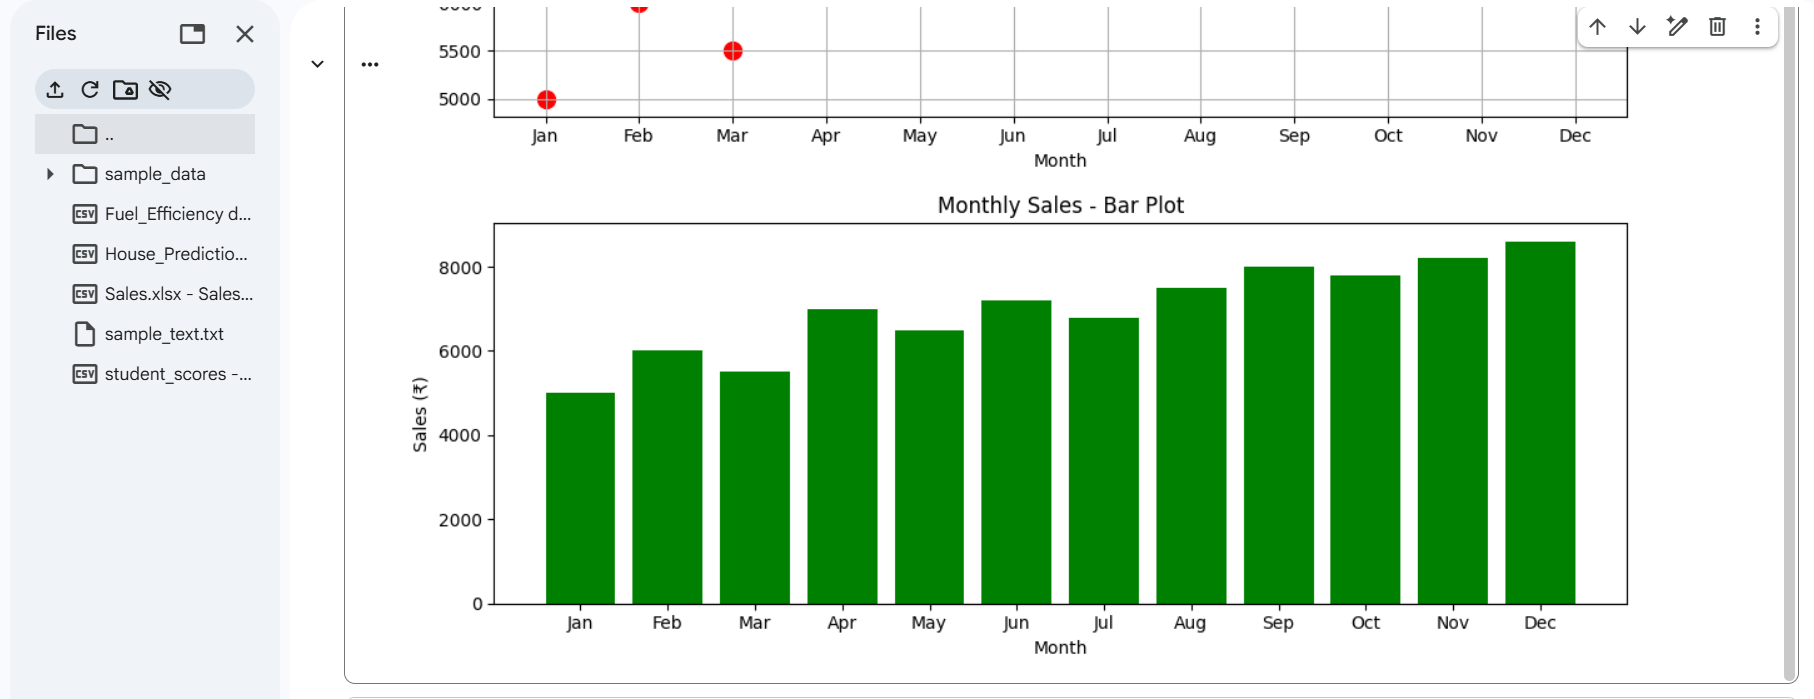 Files
..
sample_data
Fuel_Efficiency d...
House_Predictio...
Sales.xlsx - Sales...
sample_text.txt
student_scores -...
5500
5000
Jan Feb Mar Apr May Jun Jul Aug Sep Oct Nov Dec
Month
Monthly Sales - Bar Plot
8000
6000
4000
2000
0
Sales (₹)
Jan Feb Mar Apr May Jun Jul Aug Sep Oct Nov Dec
Month